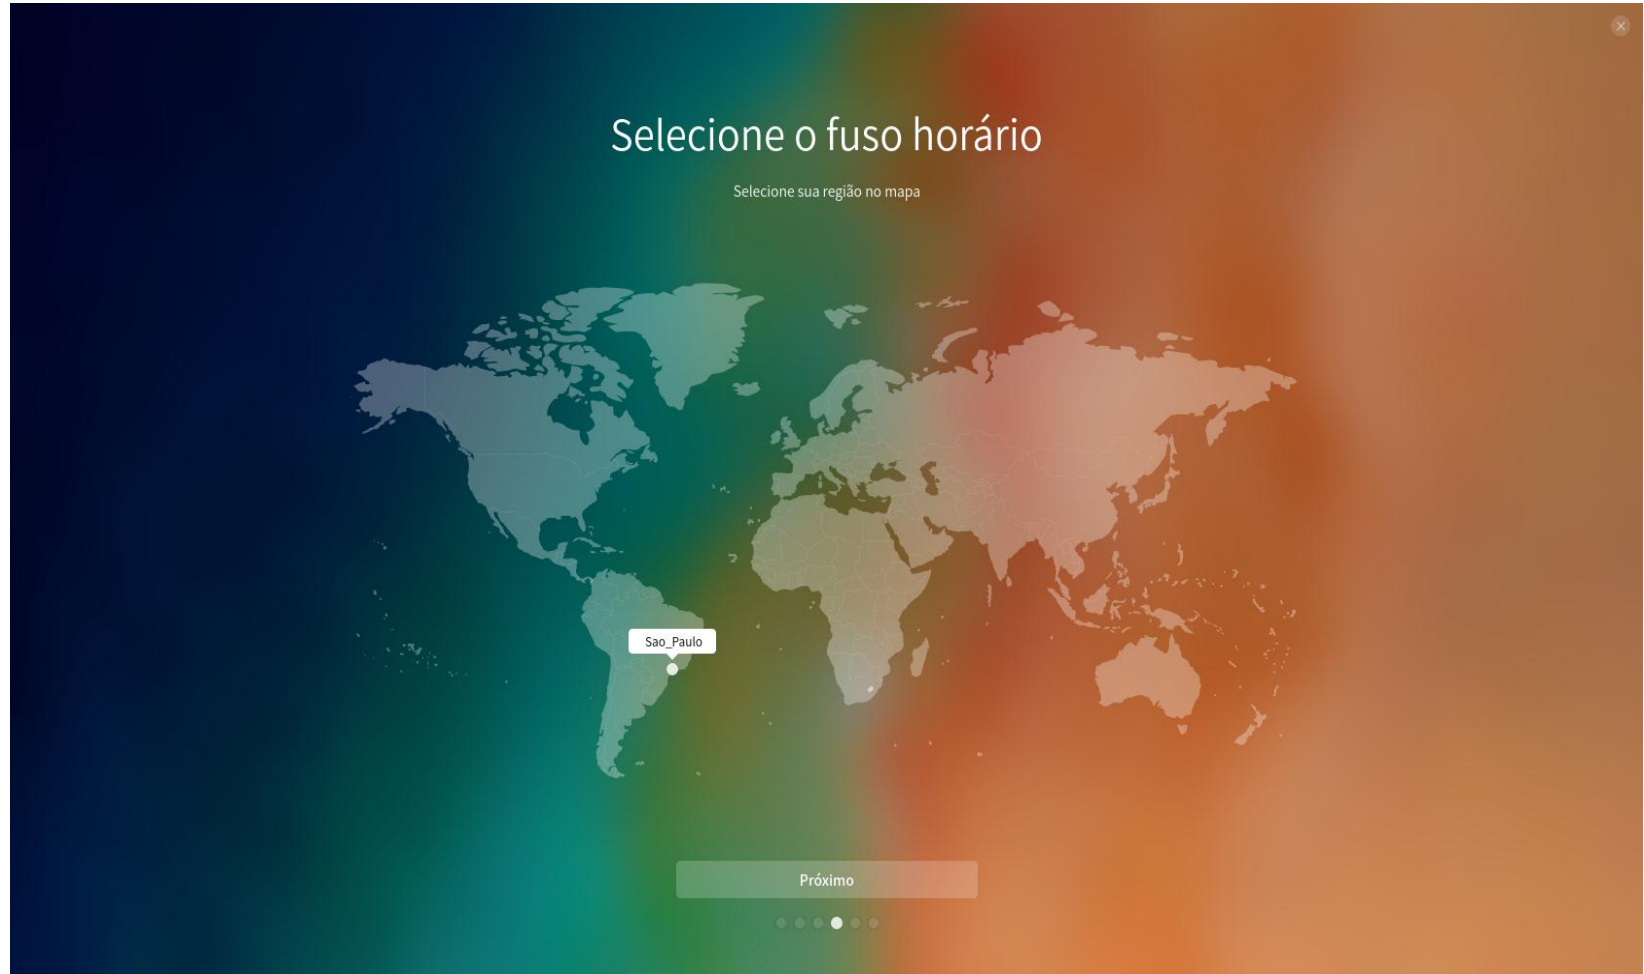 Selecione o fuso horário
Selecione sua região no mapa
Sao_Paulo
Próximo